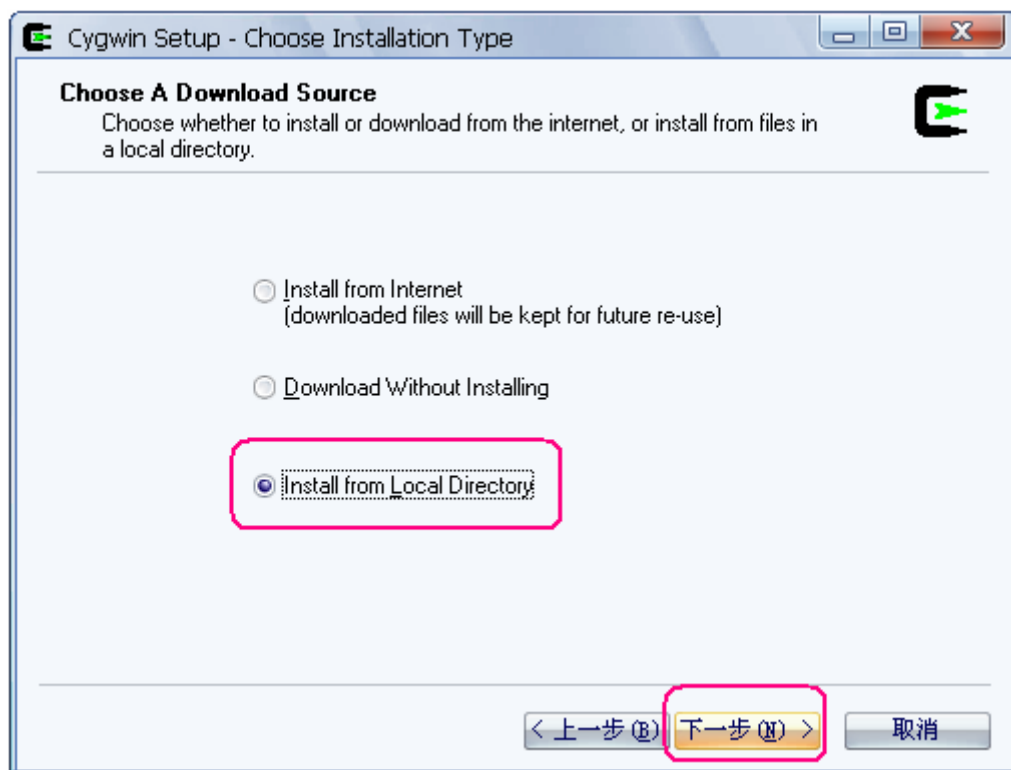 Cygwin Setup - Choose Installation Type
Choose A Download Source
Choose whether to install or download from the internet, or install from files in
a local directory.
Install from Internet
(downloaded files will be kept for future re-use)
Download Without Installing
Install from Local Directory
< 上一步(B) 下一步(N) > 取消